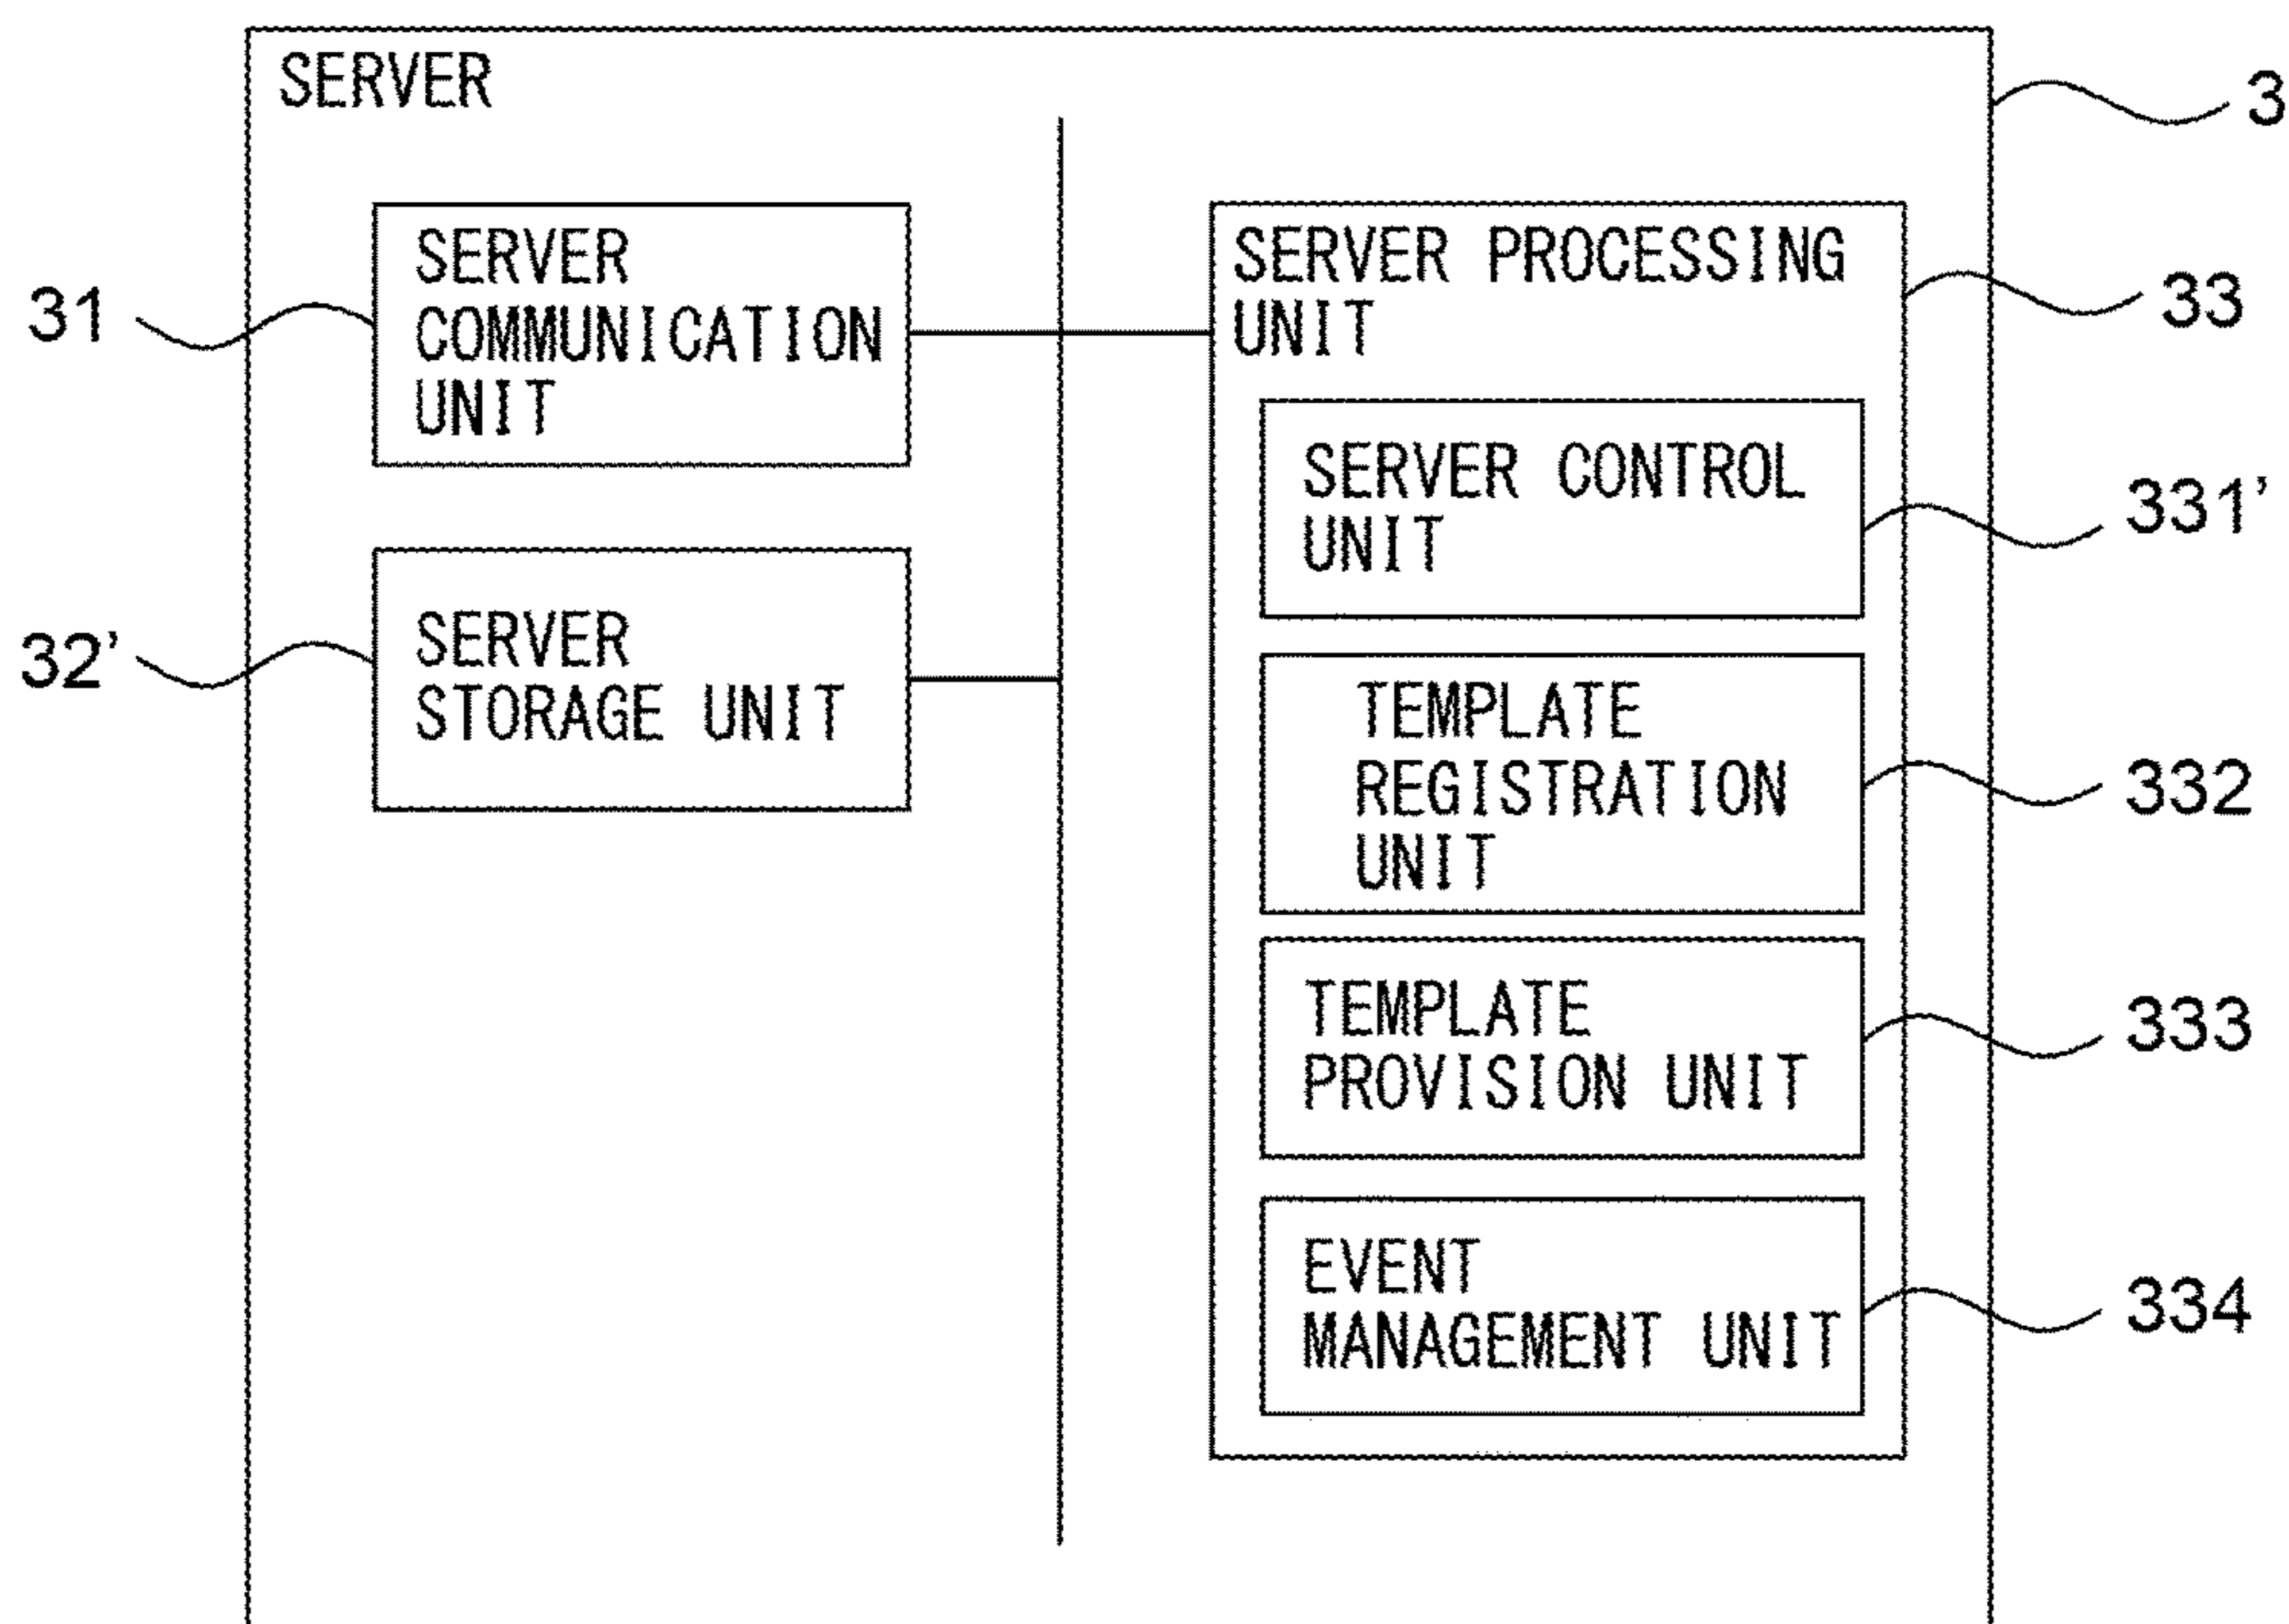 SERVER
3
SERVER
COMMUNICATION
UNIT
31
SERVER
STORAGE UNIT
32'
SERVER PROCESSING
UNIT
33
SERVER CONTROL
UNIT
331'
TEMPLATE
REGISTRATION
UNIT
332
TEMPLATE
PROVISION UNIT
333
EVENT
MANAGEMENT UNIT
334